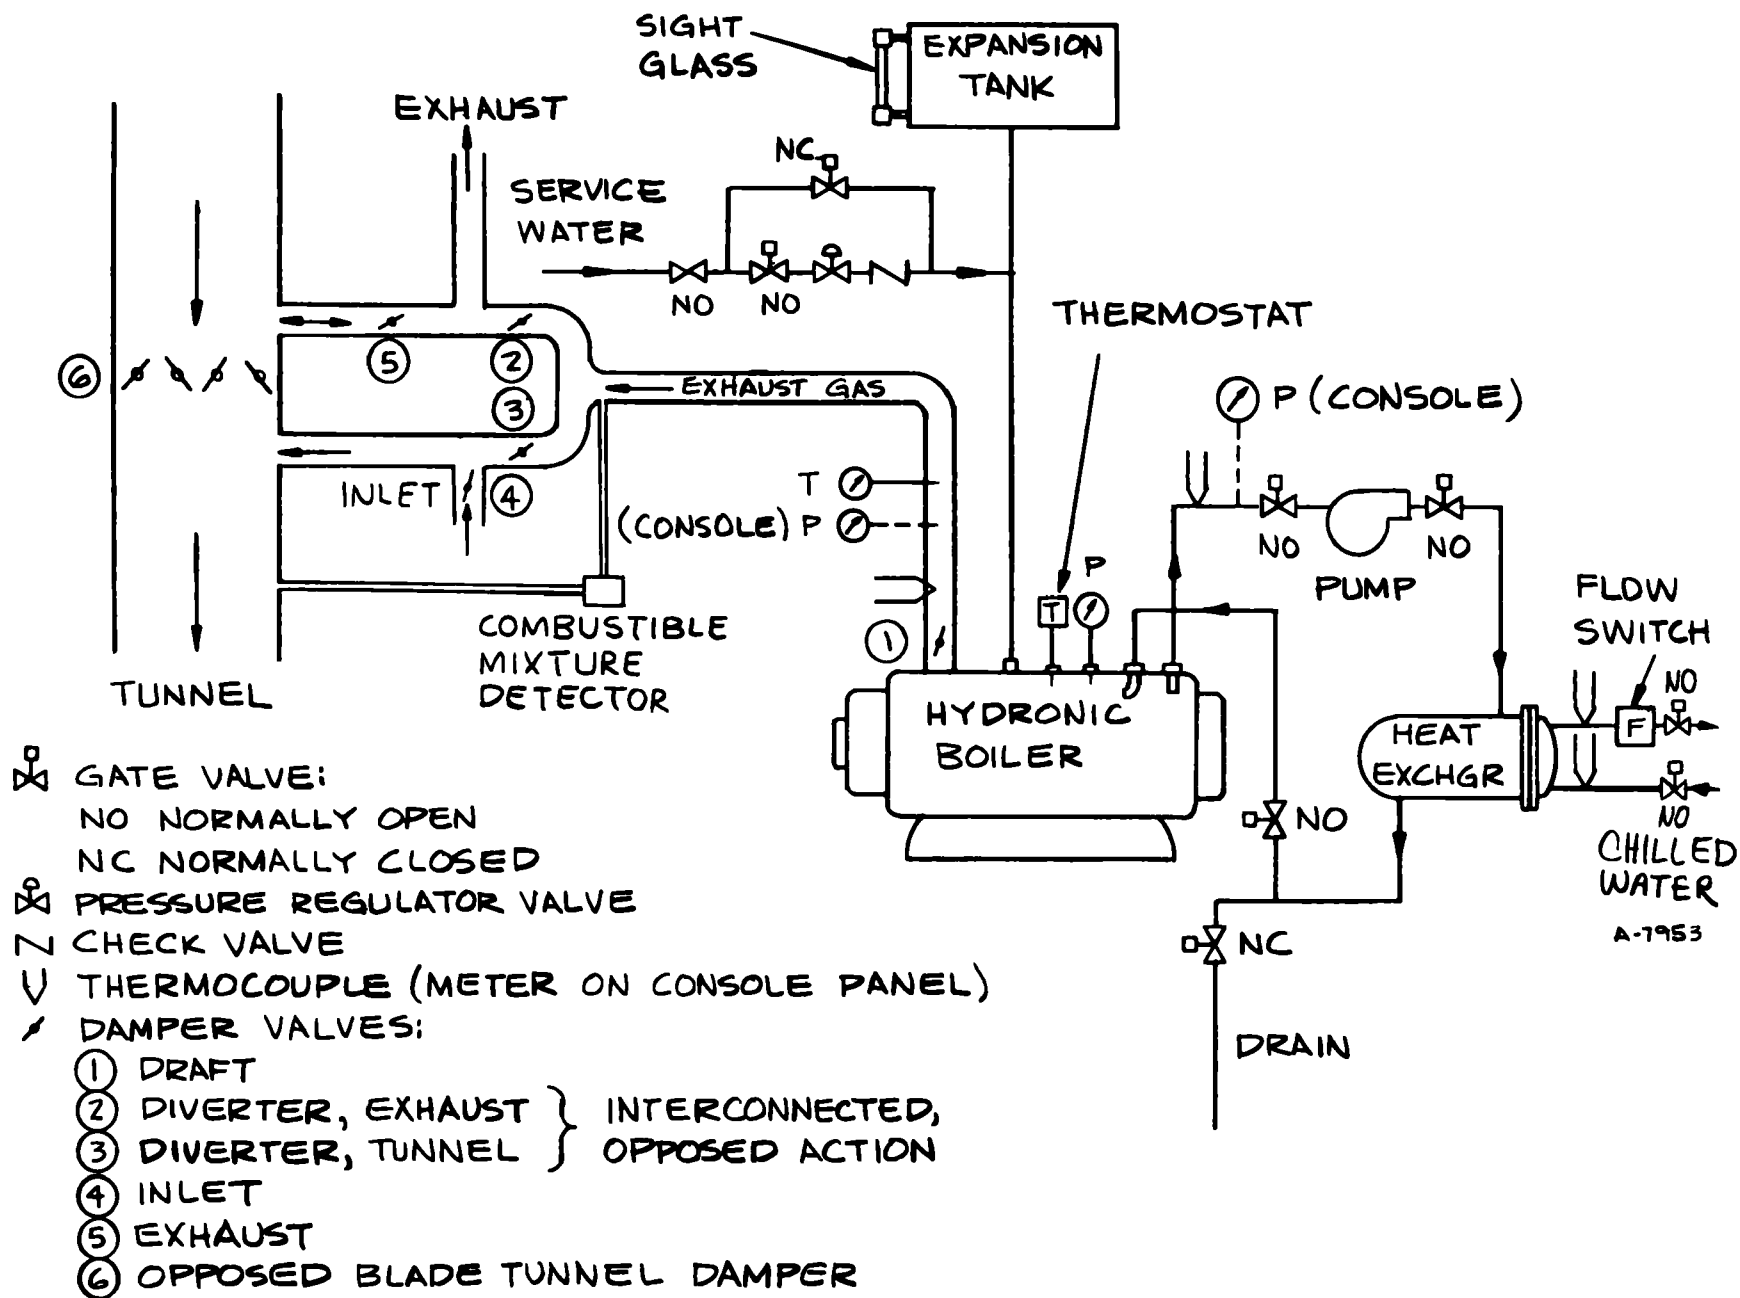 SIGHT
GLASS
EXPANSION
TANK
EXHAUST
NC
SERVICE
WATER
NO
NO
THERMOSTAT
6
5
2
3
EXHAUST GAS
P (CONSOLE)
INLET
4
T
(CONSOLE) P
NO
NO
PUMP
P
T
FLOW
SWITCH
COMBUSTIBLE
MIXTURE
DETECTOR
1
TUNNEL
HYDRONIC
BOILER
HEAT
EXCHGR
F
NO
NO
NO
CHILLED
WATER
A-7953
NC
DRAIN
GATE VALVE:
NO NORMALLY OPEN
NC NORMALLY CLOSED
PRESSURE REGULATOR VALVE
CHECK VALVE
THERMOCOUPLE (METER ON CONSOLE PANEL)
DAMPER VALVES:
1 DRAFT
2 DIVERTER, EXHAUST } INTERCONNECTED,
3 DIVERTER, TUNNEL } OPPOSED ACTION
4 INLET
5 EXHAUST
6 OPPOSED BLADE TUNNEL DAMPER